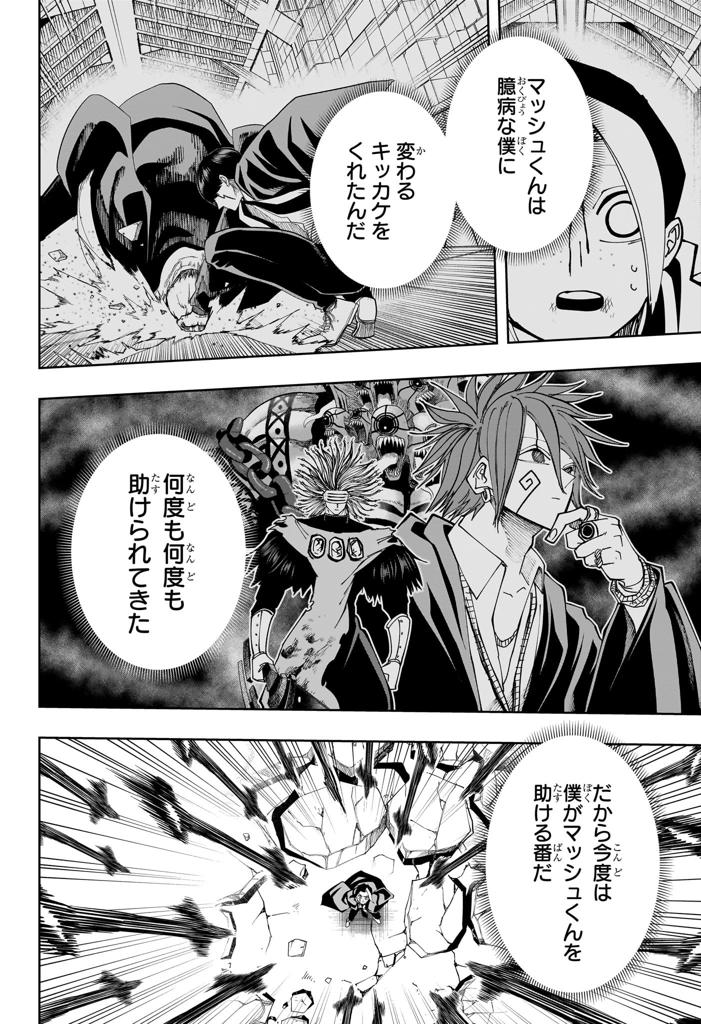 マッシュくんは
臆病な僕に
変わる
キッカケを
くれたんだ
何度も何度も
助けられてきた
だから今度は
僕がマッシュくんを
助ける番だ